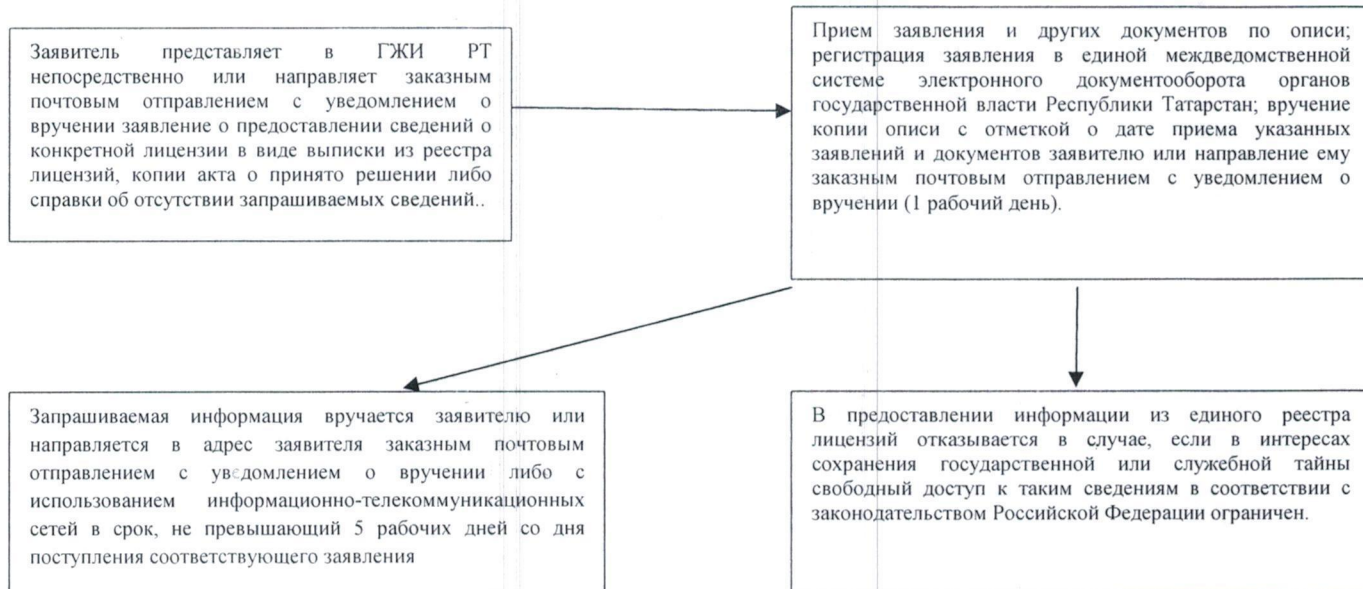 Заявитель представляет в ГЖИ РТ
непосредственно или направляет заказным
почтовым отправлением с уведомлением о
вручении заявление о предоставлении сведений о
конкретной лицензии в виде выписки из реестра
лицензий, копии акта о принято решении либо
справки об отсутствии запрашиваемых сведений..
Прием заявления и других документов по описи;
регистрация заявления в единой междведомственной
системе электронного документооборота органов
государственной власти Республики Татарстан; вручение
копии описи с отметкой о дате приема указанных
заявлений и документов заявителю или направление ему
заказным почтовым отправлением с уведомлением о
вручении (1 рабочий день).
Запрашиваемая информация вручается заявителю или
направляется в адрес заявителя заказным почтовым
отправлением с уведомлением о вручении либо с
использованием информационно-телекоммуникационных
сетей в срок, не превышающий 5 рабочих дней со дня
поступления соответствующего заявления
В предоставлении информации из единого реестра
лицензий отказывается в случае, если в интересах
сохранения государственной или служебной тайны
свободный доступ к таким сведениям в соответствии с
законодательством Российской Федерации ограничен.